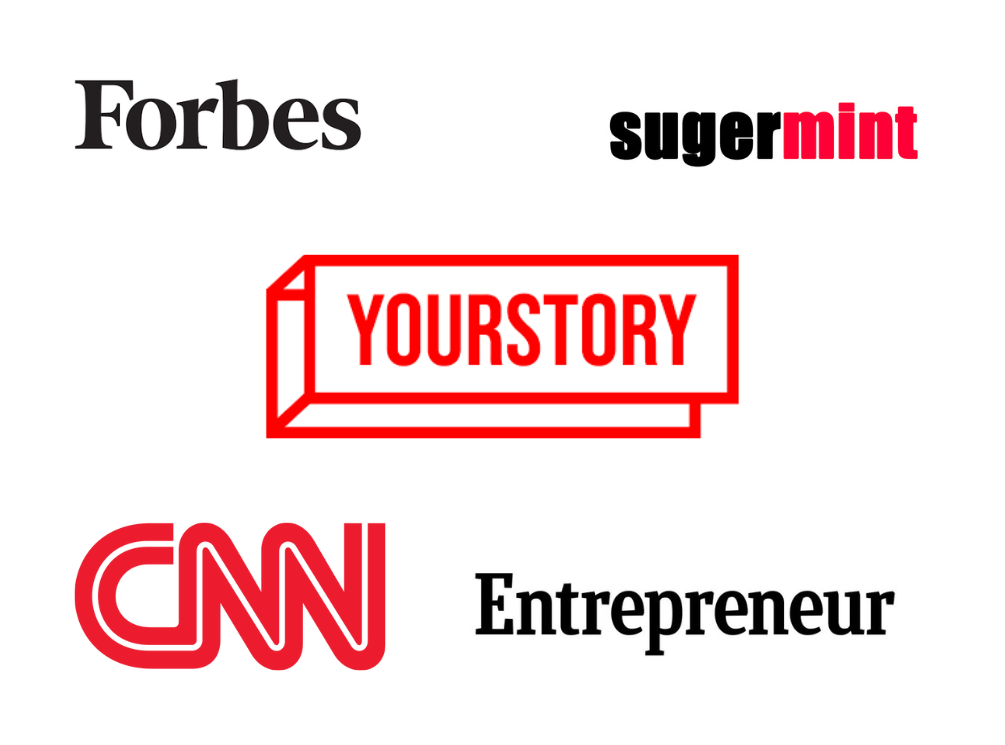 Forbes
sugermint
YOURSTORY
CNN
Entrepreneur